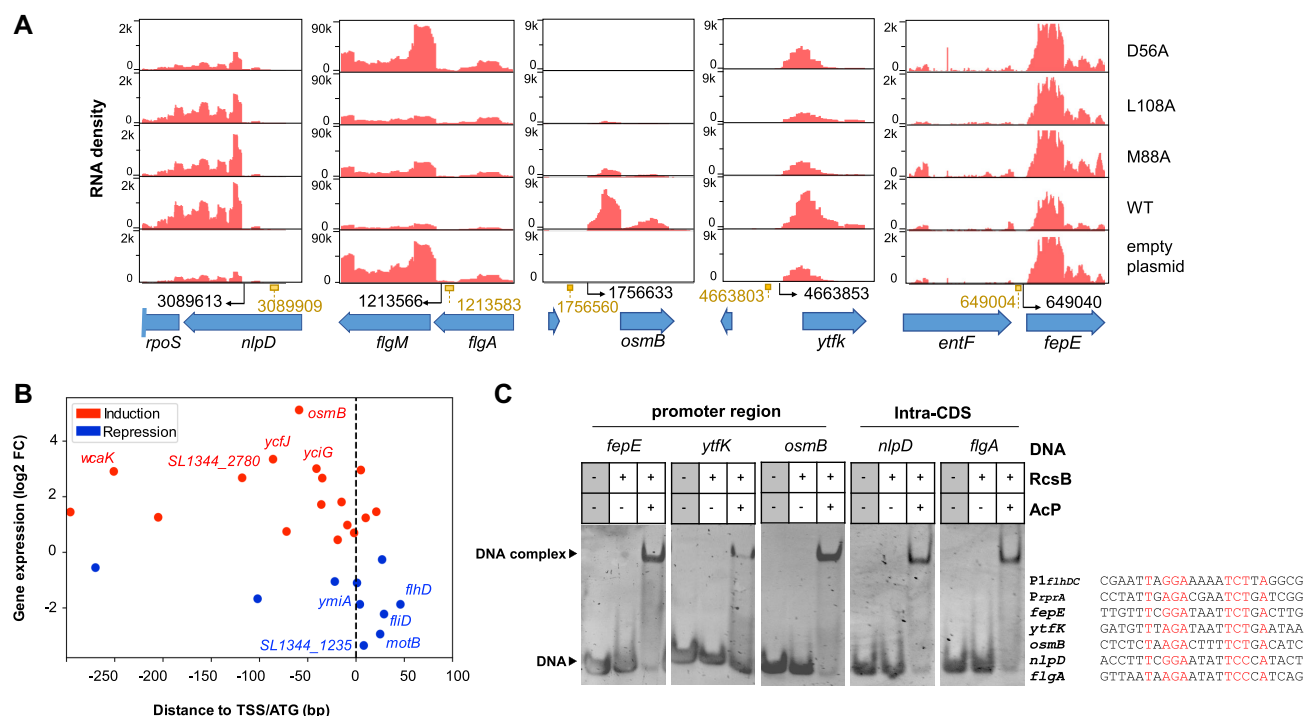 A
RNA density
2k 90k 9k 9k 2k
0 0 0 0 0
D56A
2k 90k 9k 9k 2k
0 0 0 0 0
L108A
2k 90k 9k 9k 2k
0 0 0 0 0
M88A
2k 90k 9k 9k 2k
0 0 0 0 0
WT
2k 90k 9k 9k 2k
0 0 0 0 0
empty
plasmid
3089613 3089909 1213566 1213583 1756560 1756633 4663803 4663853 649004 649040
rpoS nlpD flgM flgA osmB ytfk entF fepE
B
Induction
Repression
Gene expression (log2 FC)
4
2
0
-2
osmB
ycfJ
yciG
wcaK
SL1344_2780
ymiA
flhD
fliD
motB
SL1344_1235
-250 -200 -150 -100 -50 0 50 100
Distance to TSS/ATG (bp)
C
promoter region Intra-CDS
fepE ytfK osmB nlpD flgA DNA
- + + - + + - + + - + + - + + RcsB
- - + - - + - - + - - + - - + AcP
DNA complex
DNA
P1flhDC CGAATTAGGAAAAATCTTAGGCG
PrprA CCTATTGAGACGAATCTGATCGG
fepE TTGTTTCGGATAATTCTGACTTG
ytfK GATGTTTAGATAATTCTGAATAA
osmB CTCTCTAAGACTTTTCTGACATC
nlpD ACCTTTCGGAATATTCCCATACT
flgA GTTAATAAGAATATTCCCATCAG